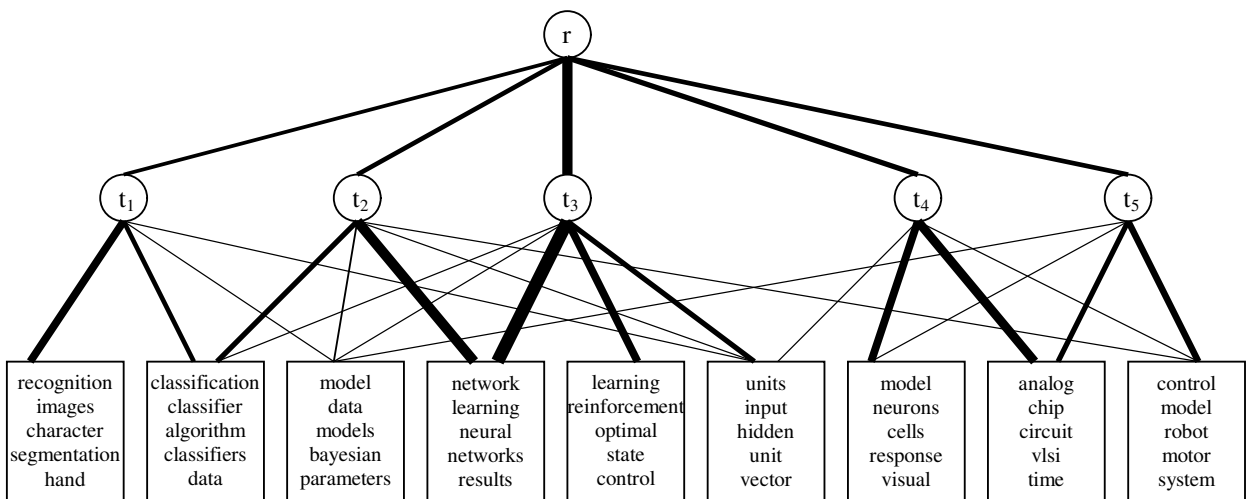 r
t₁
t₂
t₃
t₄
t₅
recognition
images
character
segmentation
hand
classification
classifier
algorithm
classifiers
data
model
data
models
bayesian
parameters
network
learning
neural
networks
results
learning
reinforcement
optimal
state
control
units
input
hidden
unit
vector
model
neurons
cells
response
visual
analog
chip
circuit
vlsi
time
control
model
robot
motor
system